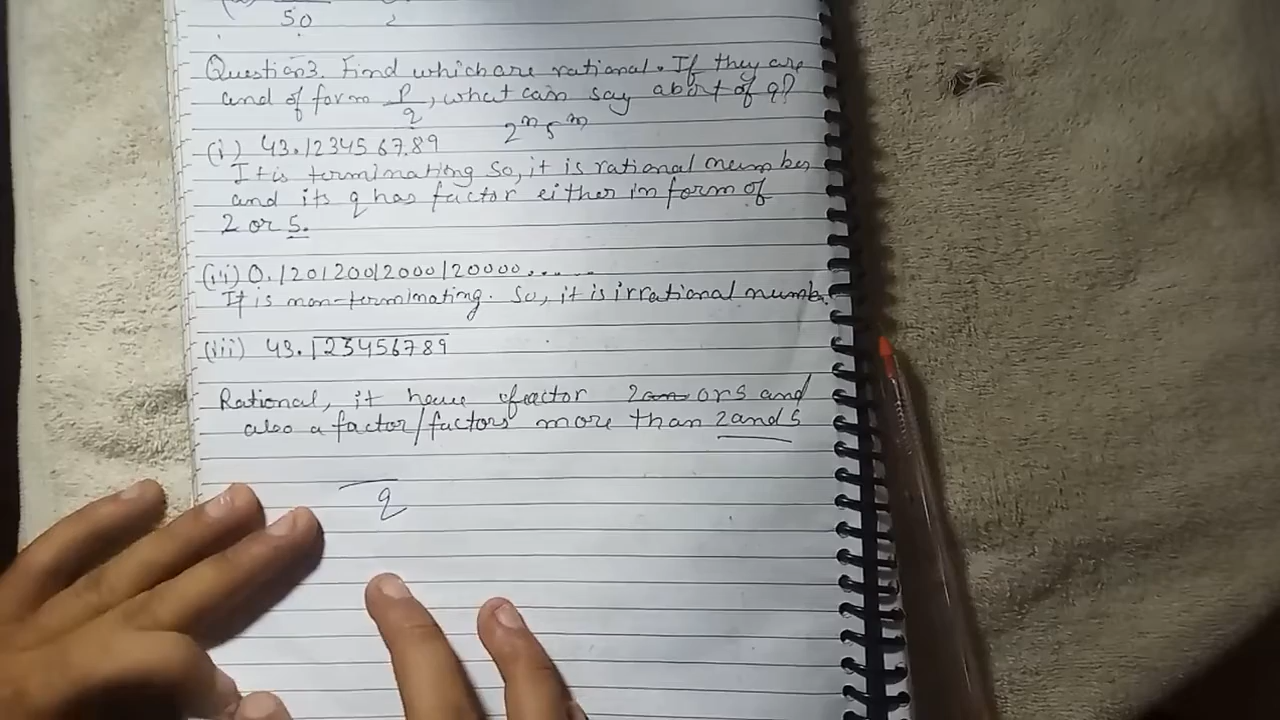 50
Question3. Find which are rational. If they are
and of form P/q, what can say about of q?
2^n 5^m
(i) 43.123456789
It is terminating so, it is rational number
and its q has factor either in form of
2 or 5.
(ii) 0.120120012000120000......
It is non-terminating. So, it is irrational numb.
(iii) 43.123456789
Rational, it have factor 2 or 5 and
also a factor/factors more than 2 and 5
q